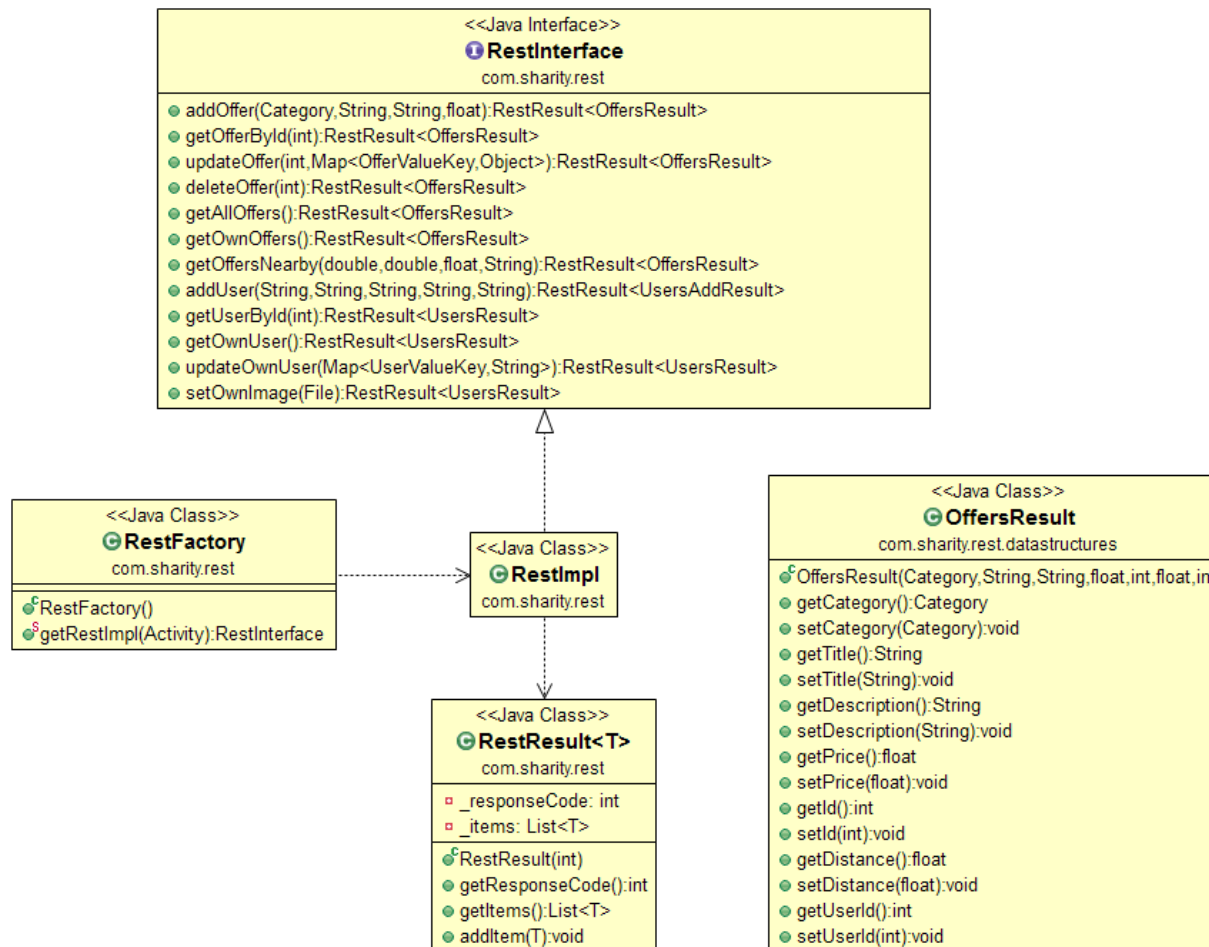 <<Java Interface>>
RestInterface
com.sharity.rest
addOffer(Category,String,String,float):RestResult<OffersResult>
getOfferById(int):RestResult<OffersResult>
updateOffer(int,Map<OfferValueKey,Object>):RestResult<OffersResult>
deleteOffer(int):RestResult<OffersResult>
getAllOffers():RestResult<OffersResult>
getOwnOffers():RestResult<OffersResult>
getOffersNearby(double,double,float,String):RestResult<OffersResult>
addUser(String,String,String,String,String):RestResult<UsersAddResult>
getUserById(int):RestResult<UsersResult>
getOwnUser():RestResult<UsersResult>
updateOwnUser(Map<UserValueKey,String>):RestResult<UsersResult>
setOwnImage(File):RestResult<UsersResult>
<<Java Class>>
RestFactory
com.sharity.rest
RestFactory()
getRestImpl(Activity):RestInterface
<<Java Class>>
RestImpl
com.sharity.rest
<<Java Class>>
RestResult<T>
com.sharity.rest
_responseCode: int
_items: List<T>
RestResult(int)
getResponseCode():int
getItems():List<T>
addItem(T):void
<<Java Class>>
OffersResult
com.sharity.rest.datastructures
OffersResult(Category,String,String,float,int,float,in
getCategory():Category
setCategory(Category):void
getTitle():String
setTitle(String):void
getDescription():String
setDescription(String):void
getPrice():float
setPrice(float):void
getId():int
setId(int):void
getDistance():float
setDistance(float):void
getUserId():int
setUserId(int):void